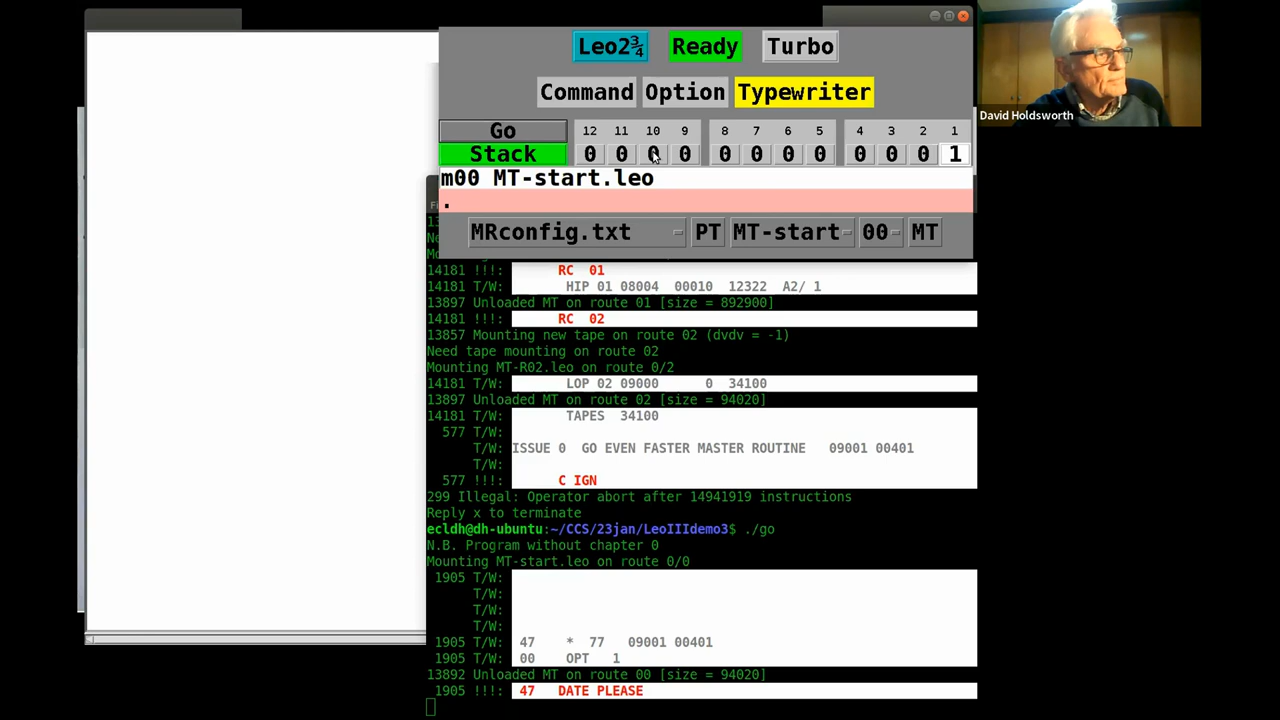 Leo2¾ Ready Turbo
Command Option Typewriter
Go 12 11 10 9 8 7 6 5 4 3 2 1
Stack 0 0 0 0 0 0 0 0 0 0 0 1
m00 MT-start.leo
.
MRconfig.txt PT MT-start 00 MT
David Holdsworth
14181 !!!: RC 01
14181 T/W: HIP 01 08004 00010 12322 A2/ 1
13897 Unloaded MT on route 01 [size = 892900]
14181 !!!: RC 02
13857 Mounting new tape on route 02 (dvdv = -1)
Need tape mounting on route 02
Mounting MT-R02.leo on route 0/2
14181 T/W: LOP 02 09000 0 34100
13897 Unloaded MT on route 02 [size = 94020]
14181 T/W: TAPES 34100
577 T/W:
T/W: ISSUE 0 GO EVEN FASTER MASTER ROUTINE 09001 00401
T/W:
577 !!!: C IGN
299 Illegal: Operator abort after 14941919 instructions
Reply x to terminate
ecldh@dh-ubuntu:~/CCS/23jan/LeoIIIdemo3$ ./go
N.B. Program without chapter 0
Mounting MT-start.leo on route 0/0
1905 T/W:
T/W:
T/W:
T/W:
1905 T/W: 47 * 77 09001 00401
1905 T/W: 00 OPT 1
13892 Unloaded MT on route 00 [size = 94020]
1905 !!!: 47 DATE PLEASE